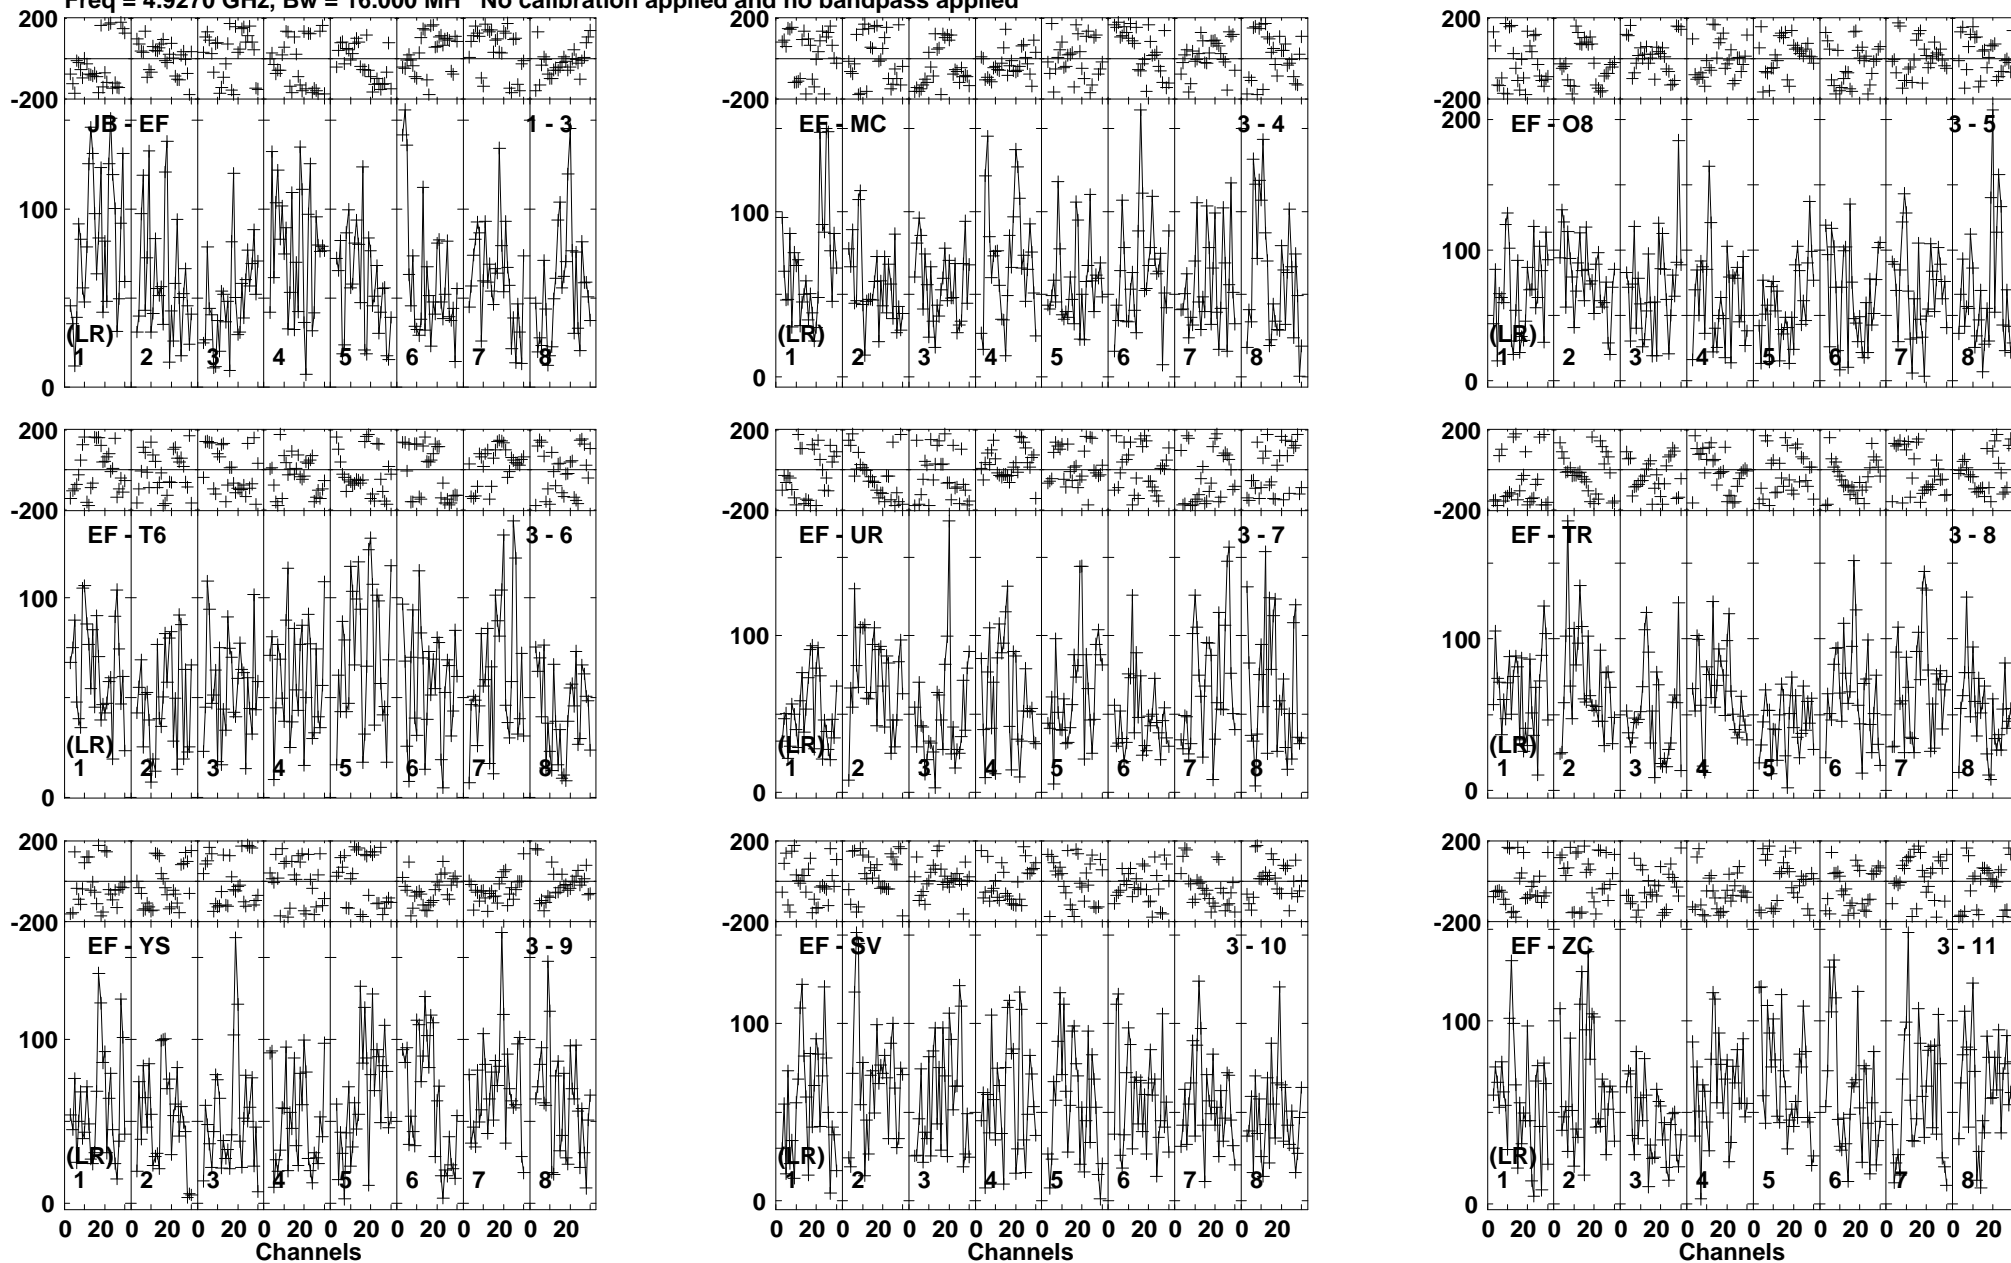 Freq = 4.9270 GHz, Bw = 16.000 MH No calibration applied and no bandpass applied
200 200 200
-200 -200 -200
JB - EF 1 - 3 EF - MC 3 - 4 EF - O8 3 - 5
200
100 100 100
(LR) (LR) (LR)
1 2 3 4 5 6 7 8 1 2 3 4 5 6 7 8 1 2 3 4 5 6 7 8
0 0 0
200 200 200
-200 -200 -200
EF - T6 3 - 6 EF - UR 3 - 7 EF - TR 3 - 8
100 100 100
(LR) (LR) (LR)
1 2 3 4 5 6 7 8 1 2 3 4 5 6 7 8 1 2 3 4 5 6 7 8
0 0 0
200 200 200
-200 -200 -200
EF - YS 3 - 9 EF - SV 3 - 10 EF - ZC 3 - 11
100 100 100
(LR) (LR) (LR)
1 2 3 4 5 6 7 8 1 2 3 4 5 6 7 8 1 2 3 4 5 6 7 8
0 0 0
0 20 0 20 0 20 0 20 0 20 0 20 0 20 0 20 0 20 0 20 0 20 0 20 0 20 0 20 0 20 0 20 0 20 0 20 0 20 0 20 0 20 0 20 0 20 0 20
Channels Channels Channels